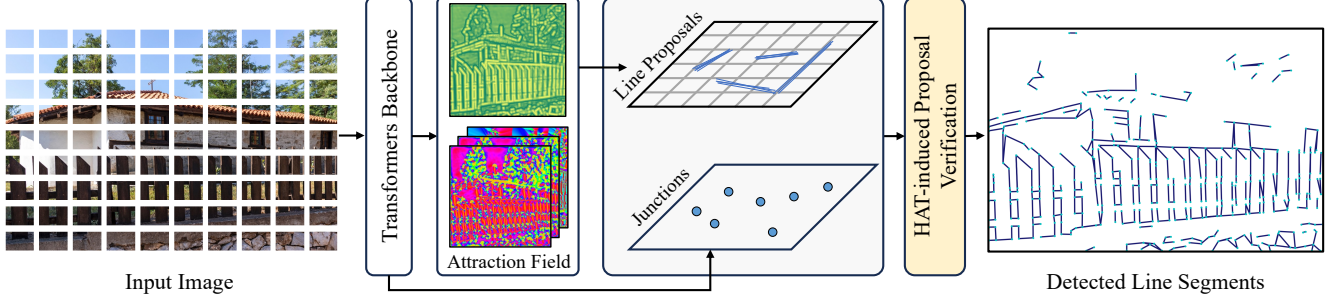 Input Image
Transformers Backbone
Attraction Field
Line Proposals
Junctions
HAT-induced Proposal
Verification
Detected Line Segments